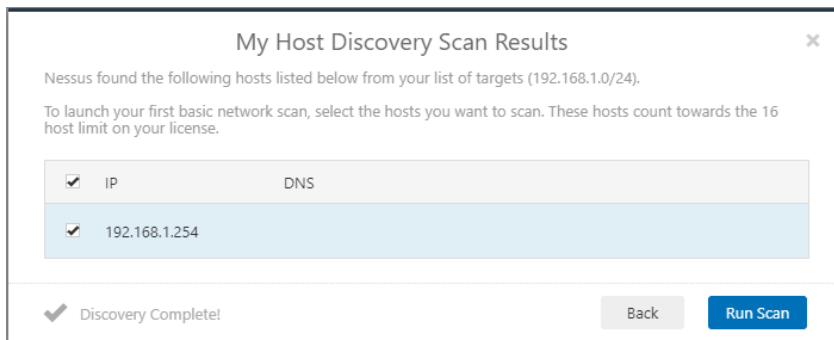 My Host Discovery Scan Results
Nessus found the following hosts listed below from your list of targets (192.168.1.0/24).
To launch your first basic network scan, select the hosts you want to scan. These hosts count towards the 16
host limit on your license.
IP DNS
192.168.1.254
Discovery Complete! Back Run Scan